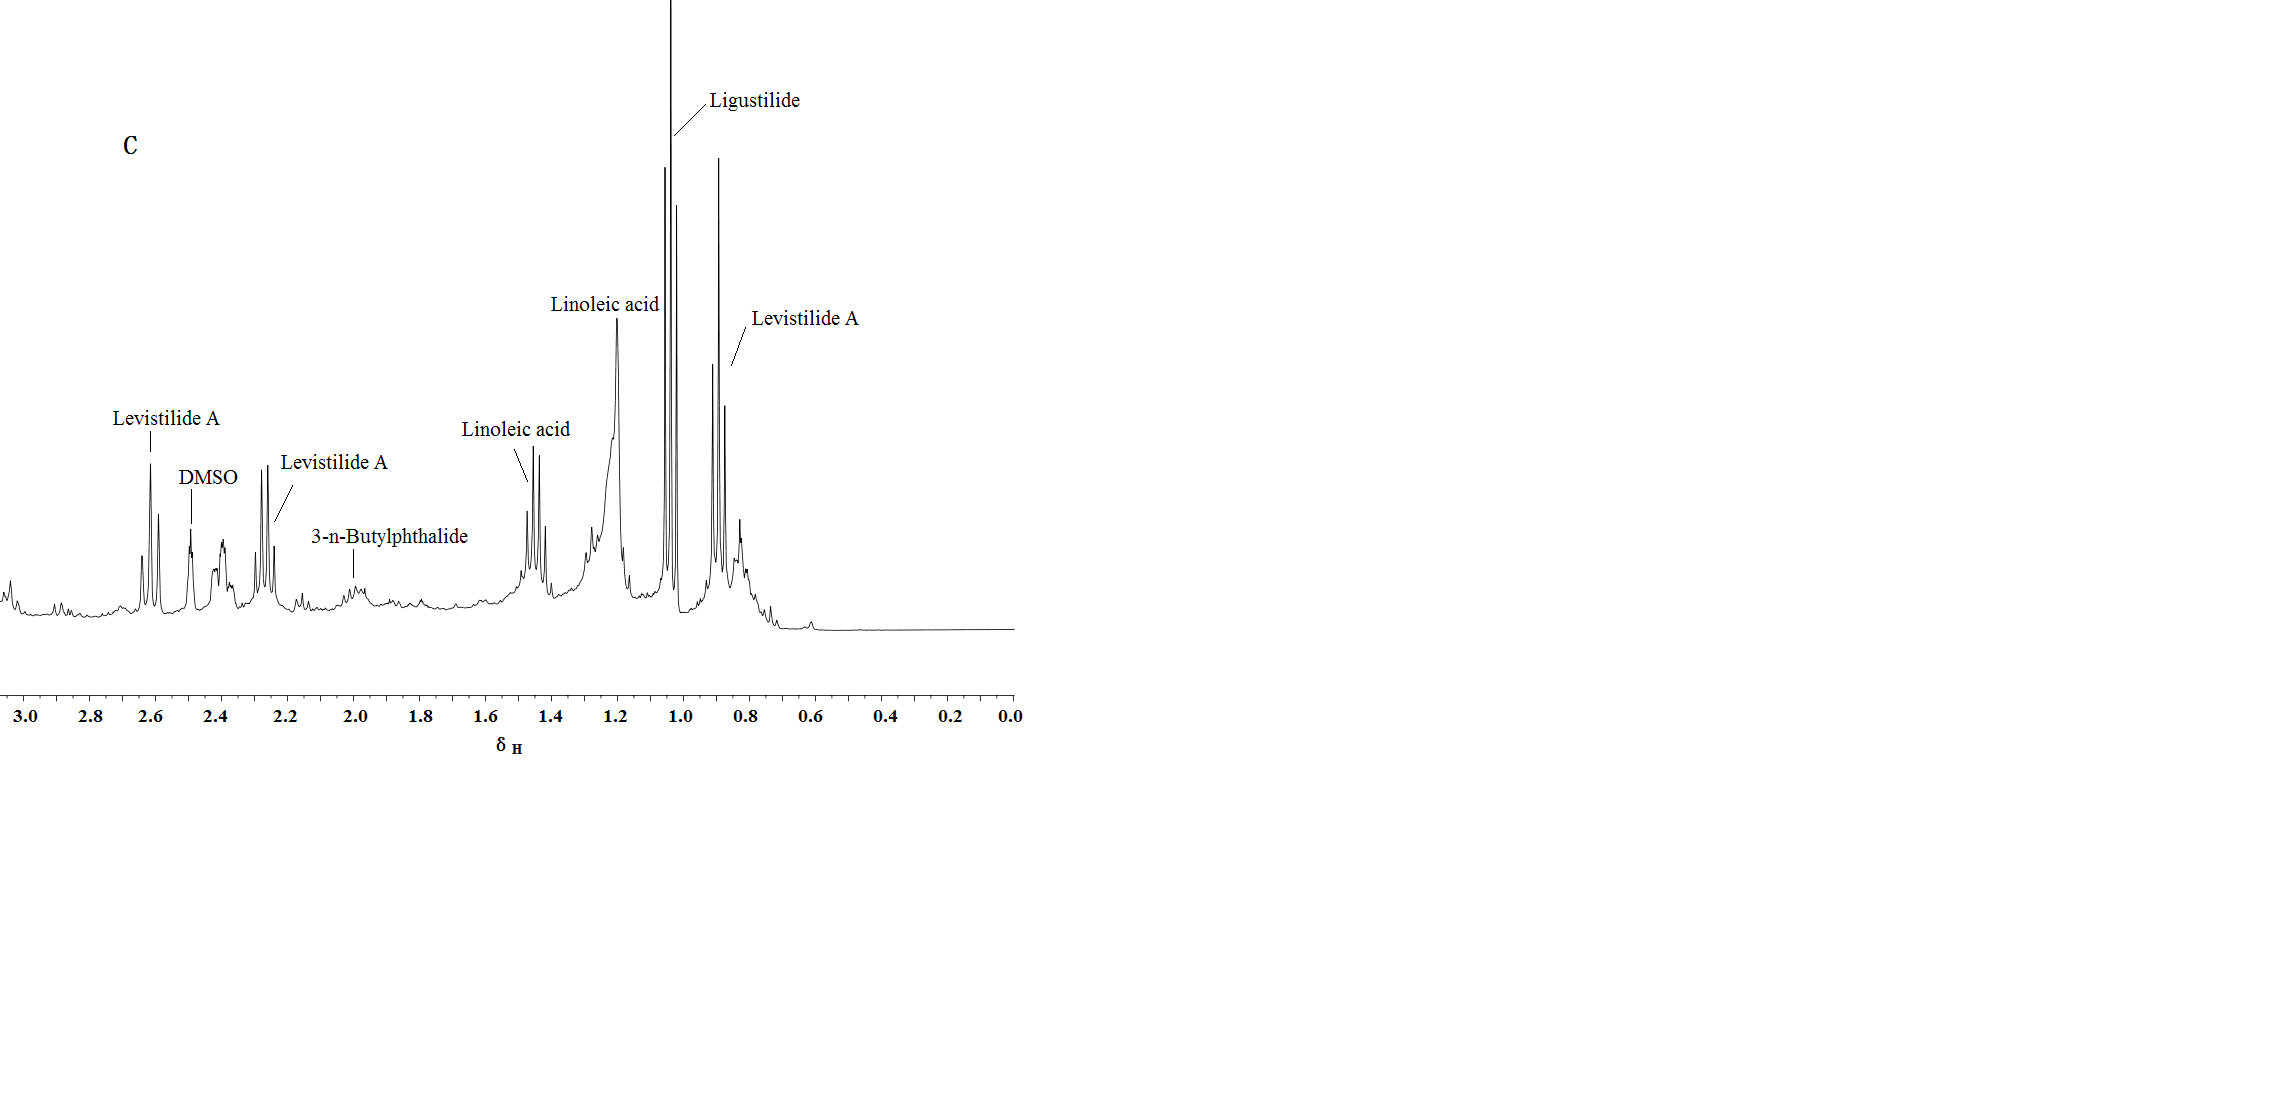 Ligustilide
C
Linoleic acid
Levistilide A
Levistilide A
Linoleic acid
Levistilide A
DMSO
3-n-Butylphthalide
3.0 2.8 2.6 2.4 2.2 2.0 1.8 1.6 1.4 1.2 1.0 0.8 0.6 0.4 0.2 0.0
δ H